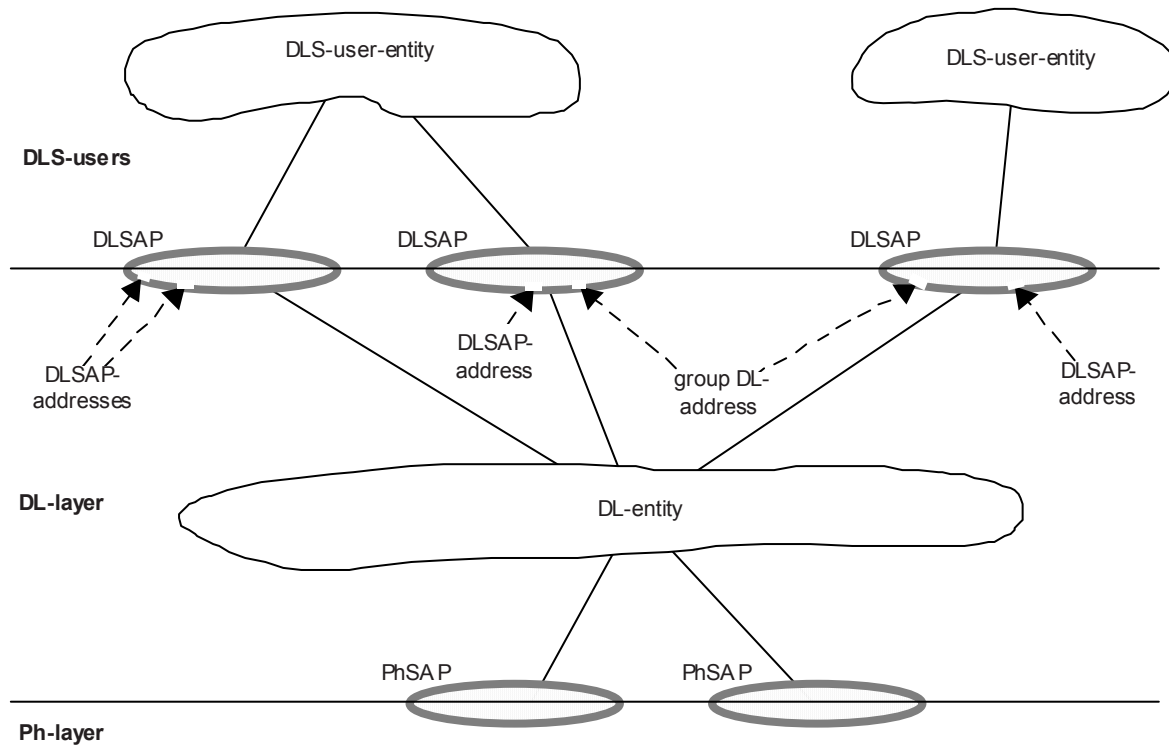 DLS-user-entity
DLS-user-entity
DLS-users
DLSAP
DLSAP
DLSAP
DLSAP-
addresses
DLSAP-
address
group DL-
address
DLSAP-
address
DL-layer
DL-entity
PhSAP
PhSAP
Ph-layer